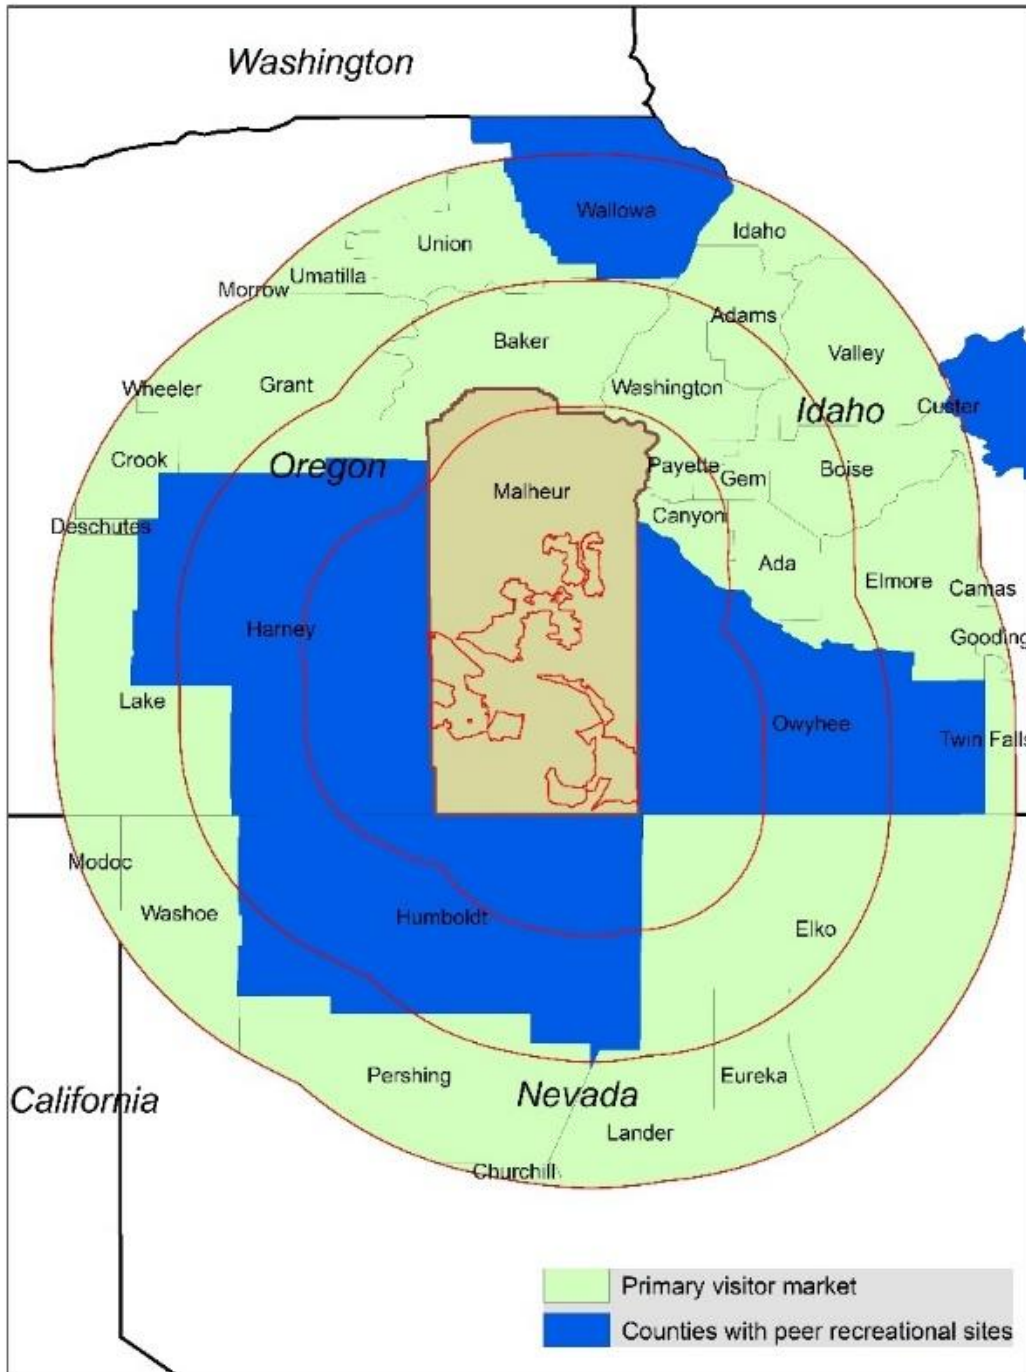 Washington
Wallowa
Idaho
Union
Umatilla
Morrow
Adams
Baker
Valley
Wheeler
Grant
Washington
Idaho
Custer
Crook
Oregon
Payette
Gem
Boise
Malheur
Canyon
Deschutes
Ada
Elmore
Camas
Harney
Gooding
Lake
Owyhee
Twin Falls
Modoc
Washoe
Humboldt
Elko
Pershing
Eureka
California
Nevada
Lander
Churchill
Primary visitor market
Counties with peer recreational sites